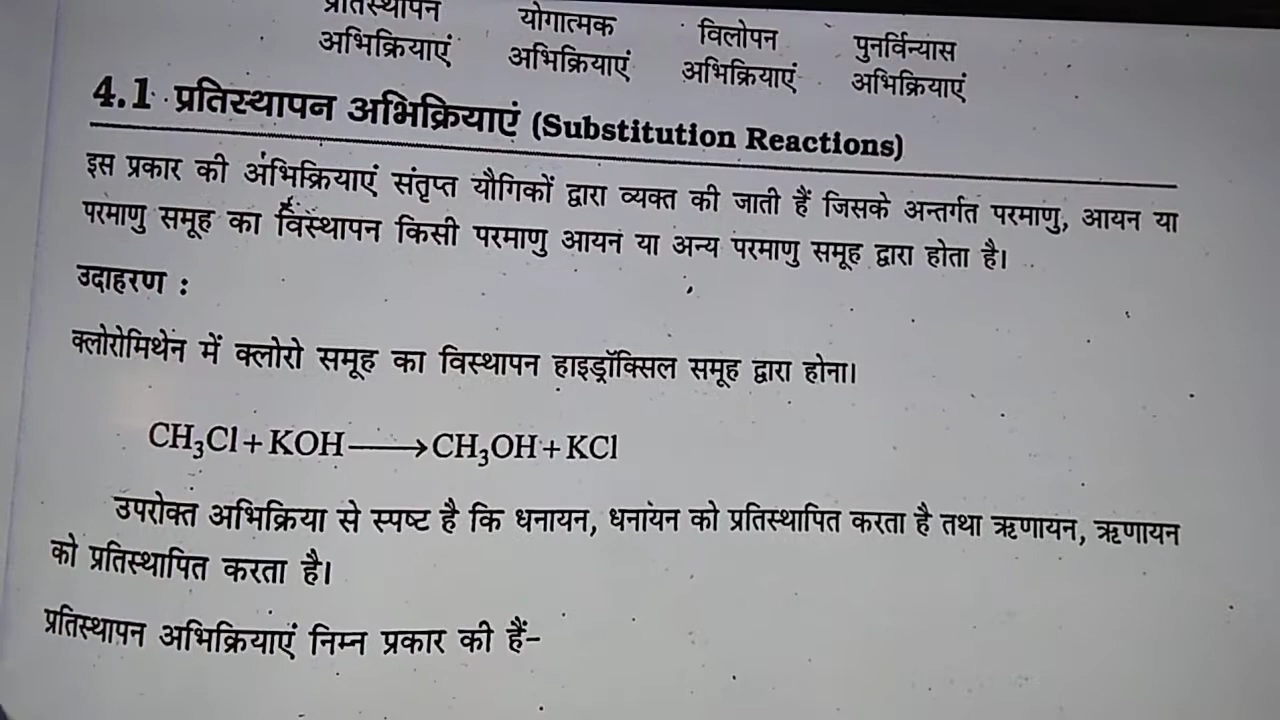 प्रतिस्थापन योगात्मक विलोपन पुनर्विन्यास
अभिक्रियाएं अभिक्रियाएं अभिक्रियाएं अभिक्रियाएं
4.1 प्रतिस्थापन अभिक्रियाएं (Substitution Reactions)
इस प्रकार की अभिक्रियाएं संतृप्त यौगिकों द्वारा व्यक्त की जाती हैं जिसके अन्तर्गत परमाणु, आयन या
परमाणु समूह का विस्थापन किसी परमाणु आयन या अन्य परमाणु समूह द्वारा होता है।
उदाहरण :
क्लोरोमिथेन में क्लोरो समूह का विस्थापन हाइड्रॉक्सिल समूह द्वारा होना।
CH₃Cl + KOH ⟶ CH₃OH + KCl
उपरोक्त अभिक्रिया से स्पष्ट है कि धनायन, धनायन को प्रतिस्थापित करता है तथा ऋणायन, ऋणायन
को प्रतिस्थापित करता है।
प्रतिस्थापन अभिक्रियाएं निम्न प्रकार की हैं-